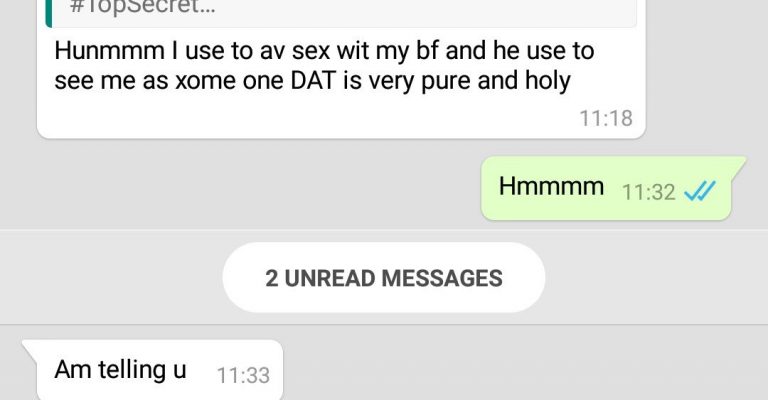 #TopSecret...
Hunmmm I use to av sex wit my bf and he use to
see me as xome one DAT is very pure and holy
11:18
Hmmmm 11:32
2 UNREAD MESSAGES
Am telling u 11:33